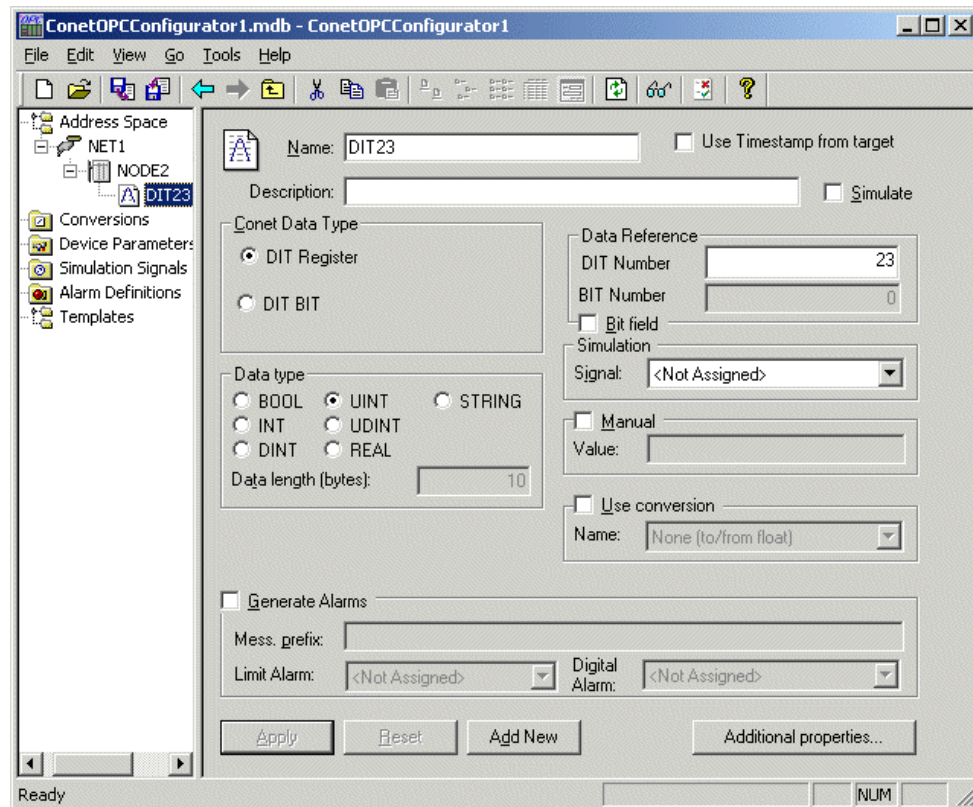 OPC ConetOPCConfigurator1.mdb - ConetOPCConfigurator1
File Edit View Go Tools Help
Address Space
NET1
NODE2
DIT23
Conversions
Device Parameters
Simulation Signals
Alarm Definitions
Templates
Name: DIT23 Use Timestamp from target
Description: Simulate
Conet Data Type
DIT Register
DIT BIT
Data Reference
DIT Number 23
BIT Number 0
Bit field
Simulation
Signal: <Not Assigned>
Data type
BOOL UINT STRING
INT UDINT
DINT REAL
Data length (bytes): 10
Manual
Value:
Use conversion
Name: None (to/from float)
Generate Alarms
Mess. prefix:
Limit Alarm: <Not Assigned> Digital Alarm: <Not Assigned>
Apply Reset Add New Additional properties...
Ready NUM